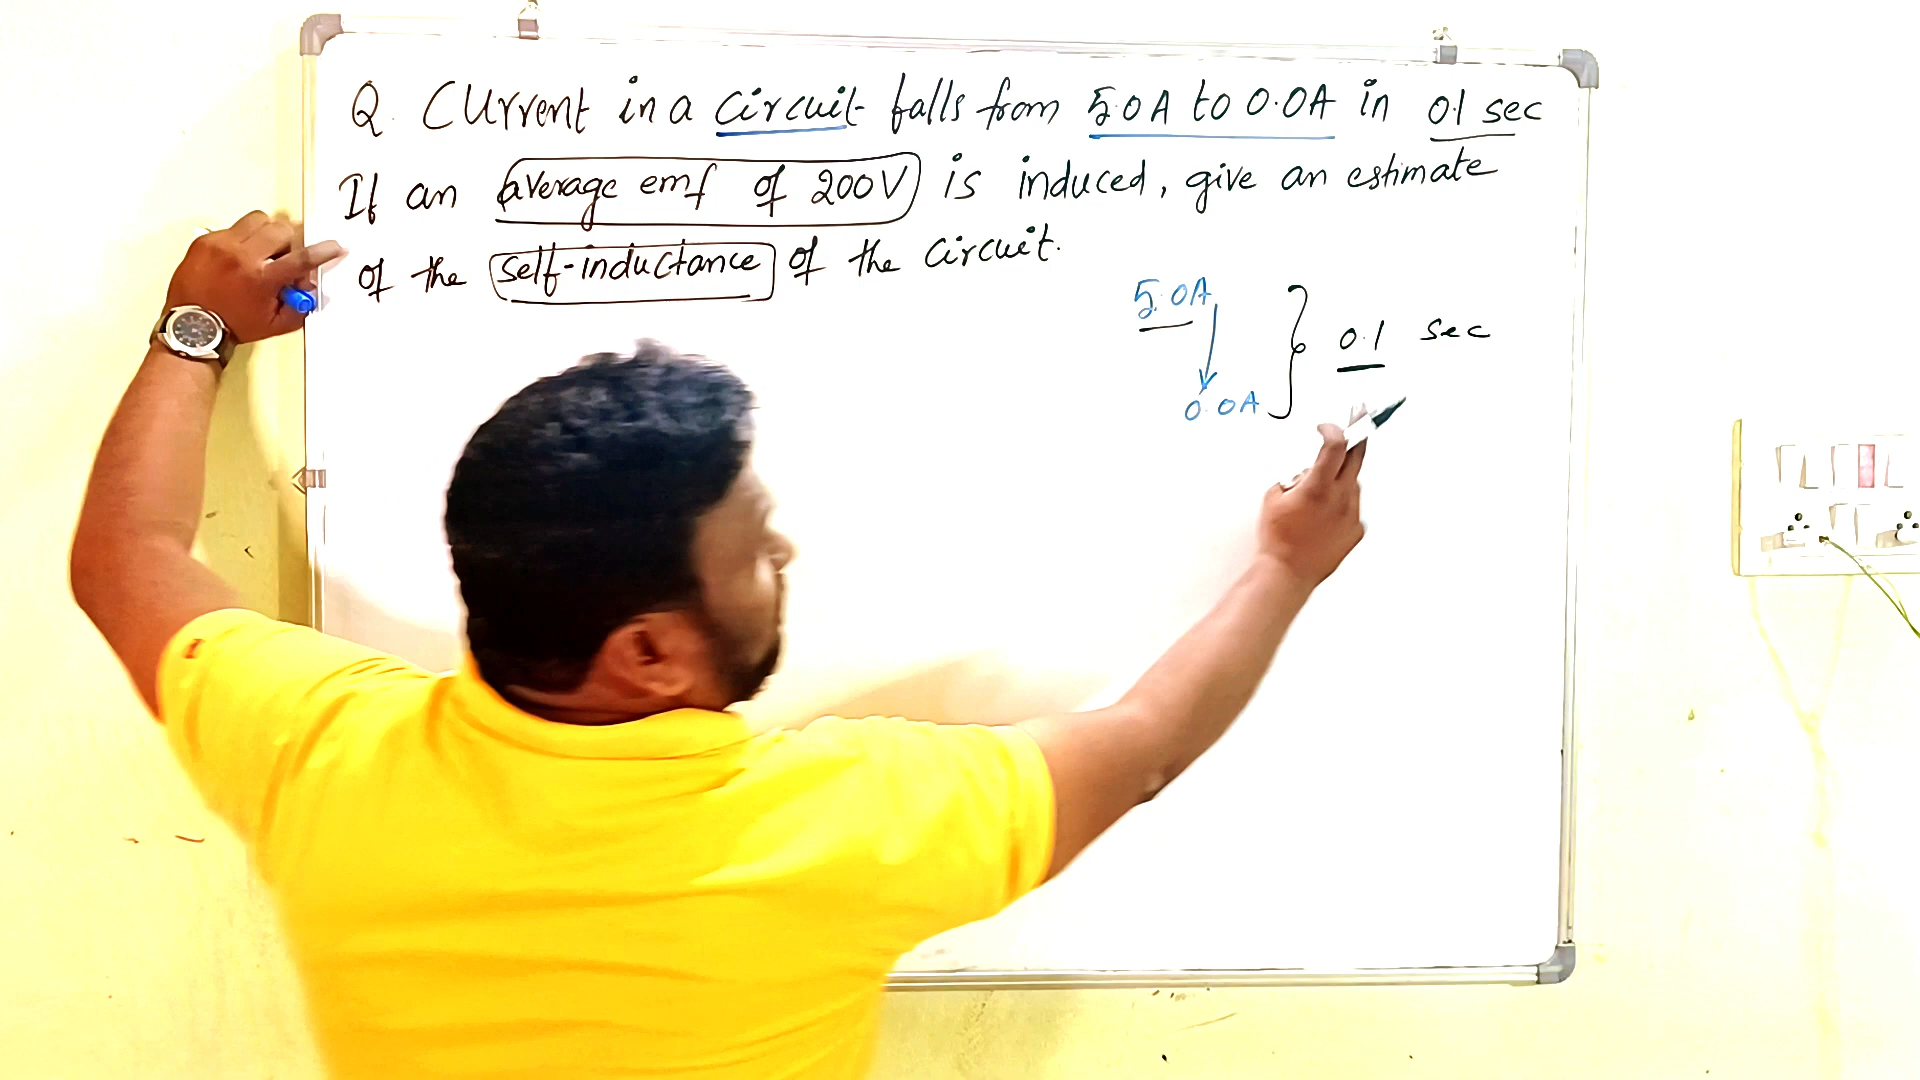 Q. Current in a circuit falls from 5.0A to 0.0A in 0.1 sec
If an average emf of 200V is induced, give an estimate
of the self-inductance of the circuit.
5.0A
0.1 sec
0.0A